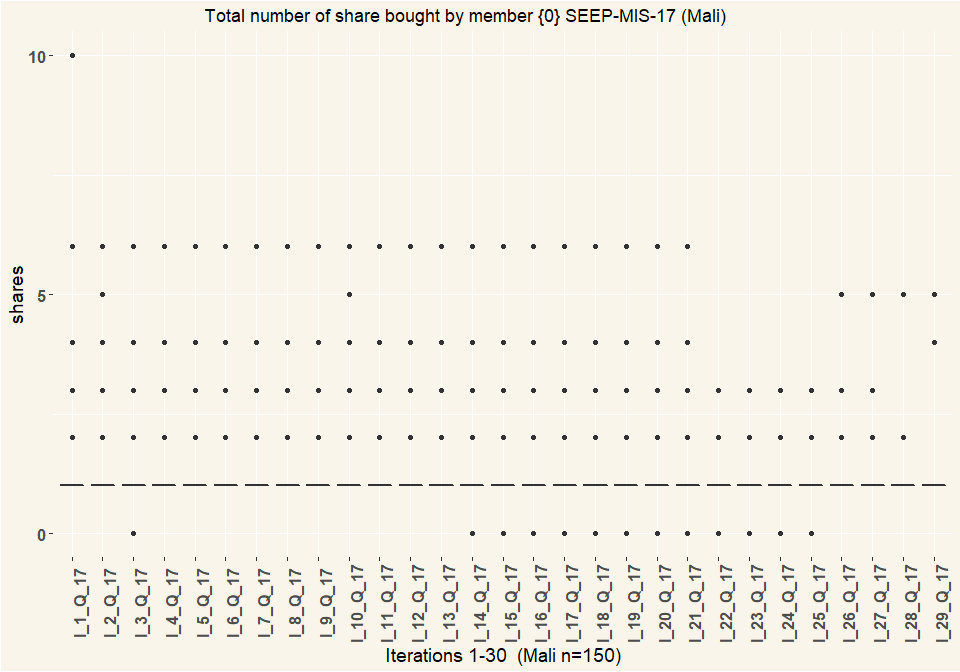 Total number of share bought by member {0} SEEP-MIS-17 (Mali)
10
5
0
shares
I_1_Q_17
I_2_Q_17
I_3_Q_17
I_4_Q_17
I_5_Q_17
I_6_Q_17
I_7_Q_17
I_8_Q_17
I_9_Q_17
I_10_Q_17
I_11_Q_17
I_12_Q_17
I_13_Q_17
I_14_Q_17
I_15_Q_17
I_16_Q_17
I_17_Q_17
I_18_Q_17
I_19_Q_17
I_20_Q_17
I_21_Q_17
I_22_Q_17
I_23_Q_17
I_24_Q_17
I_25_Q_17
I_26_Q_17
I_27_Q_17
I_28_Q_17
I_29_Q_17
Iterations 1-30 (Mali n=150)